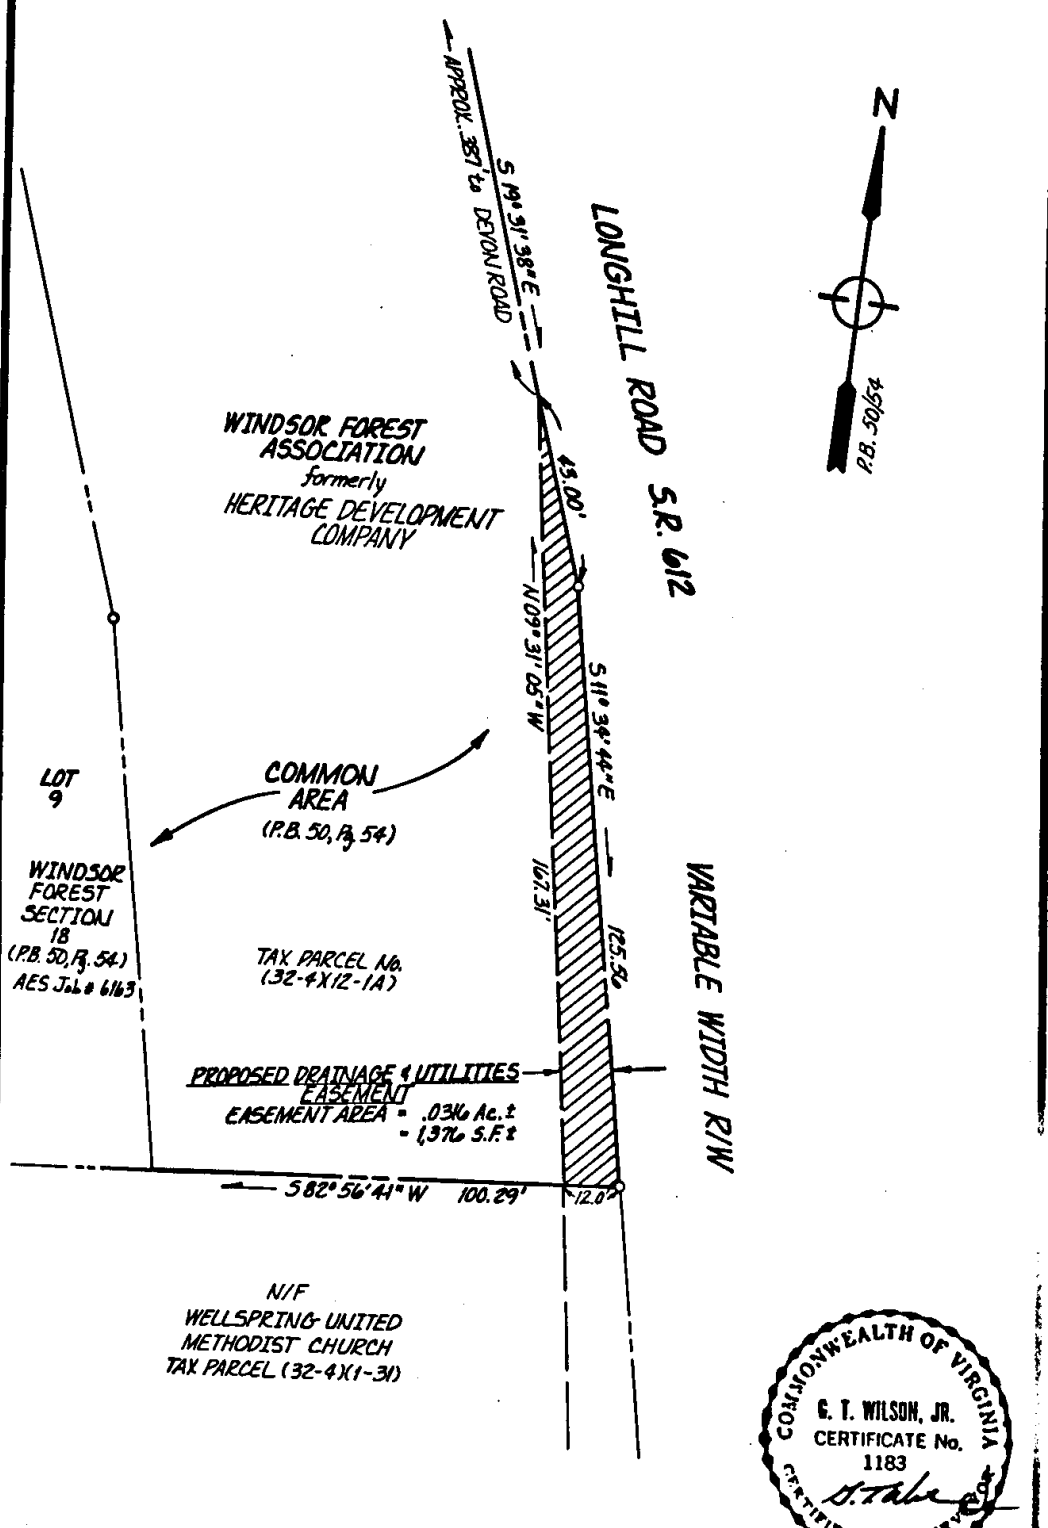 APPROX. 387' to DEVON ROAD
S 19° 31' 38" E
LONGHILL ROAD S.R. 612
N
P.B. 50/54
WINDSOR FOREST
ASSOCIATION
formerly
HERITAGE DEVELOPMENT
COMPANY
43.00'
N 09° 31' 05" W
S 11° 34' 44" E
COMMON
AREA
(P.B. 50, Pg. 54)
LOT
9
WINDSOR
FOREST
SECTION
18
(P.B. 50, Pg. 54)
AES Job # 6163
167.31'
125.56
VARIABLE WIDTH R/W
TAX PARCEL No.
(32-4)(12-1A)
PROPOSED DRAINAGE & UTILITIES
EASEMENT
EASEMENT AREA = .0316 Ac.±
= 1,376 S.F.±
S 82° 56' 41" W 100.29'
12.0'
N/F
WELLSPRING UNITED
METHODIST CHURCH
TAX PARCEL (32-4)(1-31)
COMMONWEALTH OF VIRGINIA
G. T. WILSON, JR.
CERTIFICATE No.
1183